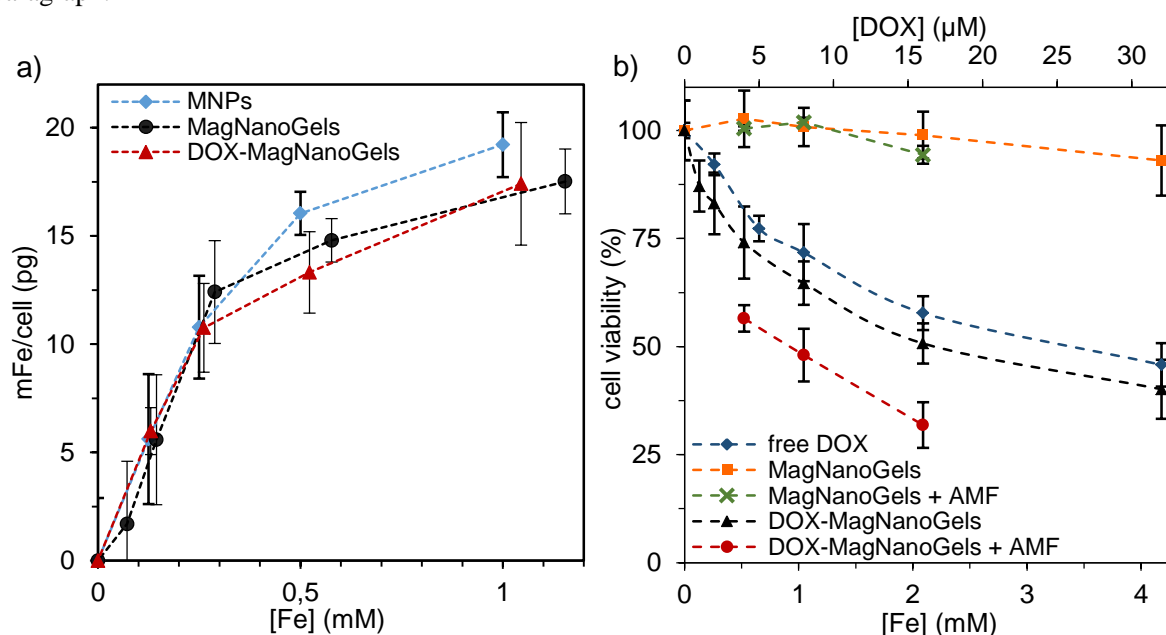 a)
MNPs
MagNanoGels
DOX-MagNanoGels
mFe/cell (pg)
20
15
10
5
0
0
0,5
1
[Fe] (mM)
b)
[DOX] (µM)
0 5 10 15 20 25 30
cell viability (%)
100
75
50
25
0
free DOX
MagNanoGels
MagNanoGels + AMF
DOX-MagNanoGels
DOX-MagNanoGels + AMF
0 1 2 3 4
[Fe] (mM)